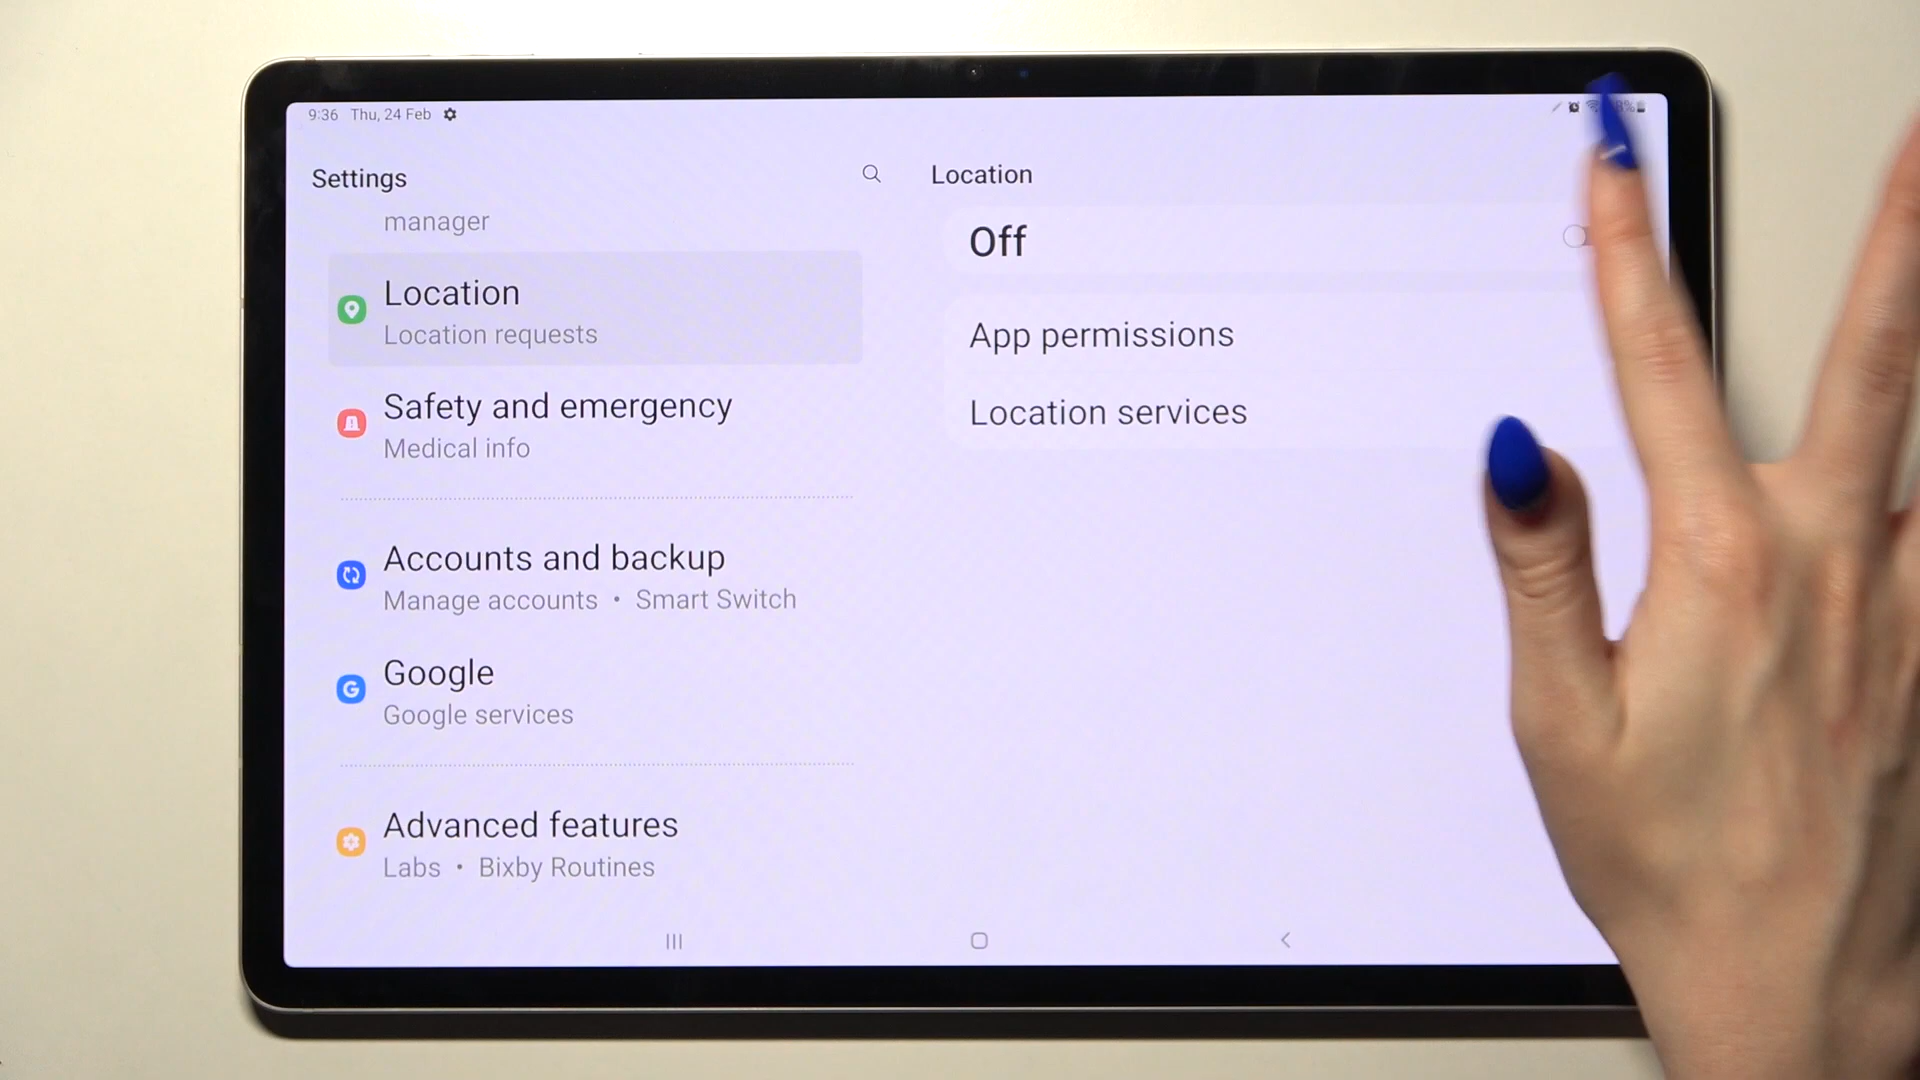 9:36 Thu, 24 Feb
Settings
manager
Location
Location requests
Safety and emergency
Medical info
Accounts and backup
Manage accounts • Smart Switch
Google
Google services
Advanced features
Labs • Bixby Routines
Location
Off
App permissions
Location services